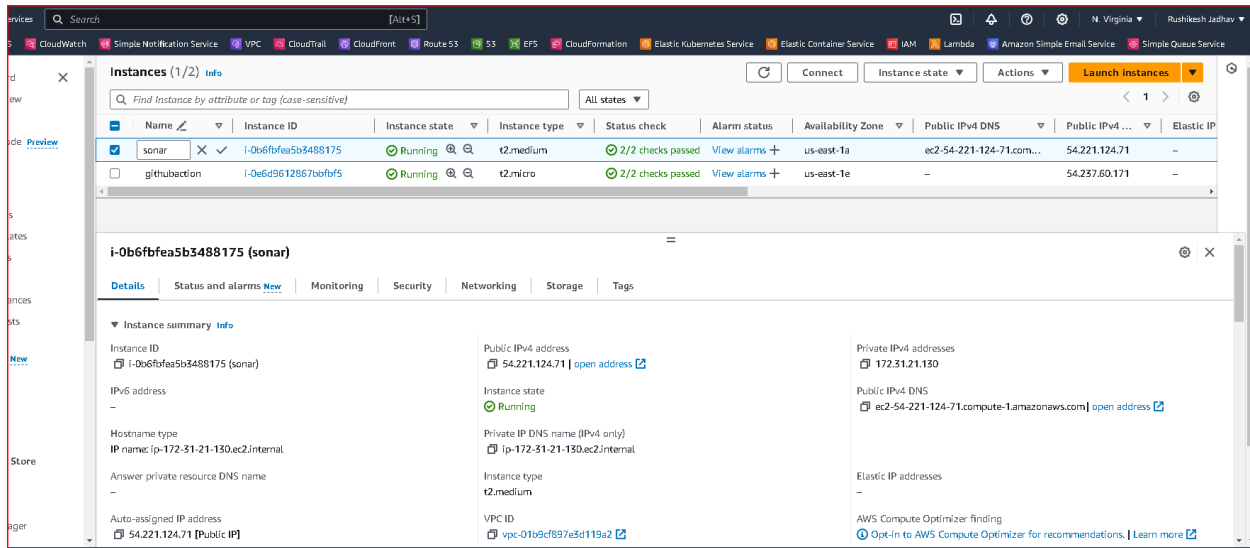 ervices Search [Alt+S] N. Virginia ▼ Rushikesh Jadhav ▼
S CloudWatch Simple Notification Service VPC CloudTrail CloudFront Route 53 S3 EFS CloudFormation Elastic Kubernetes Service Elastic Container Service IAM Lambda Amazon Simple Email Service Simple Queue Service
rd
ew
ode Preview
s
ates
s
ances
sts
New
Store
ager
Instances (1/2) Info Connect Instance state ▼ Actions ▼ Launch instances ▼
Find Instance by attribute or tag (case-sensitive) All states ▼ < 1 >
Name Instance ID Instance state Instance type Status check Alarm status Availability Zone Public IPv4 DNS Public IPv4 ... Elastic IP
sonar i-0b6fbfea5b3488175 Running t2.medium 2/2 checks passed View alarms + us-east-1a ec2-54-221-124-71.com... 54.221.124.71 –
githubaction i-0e6d9612867bbfbf5 Running t2.micro 2/2 checks passed View alarms + us-east-1e – 54.237.60.171 –
i-0b6fbfea5b3488175 (sonar)
Details Status and alarms New Monitoring Security Networking Storage Tags
▼ Instance summary Info
Instance ID Public IPv4 address Private IPv4 addresses
i-0b6fbfea5b3488175 (sonar) 54.221.124.71 | open address 172.31.21.130
IPv6 address Instance state Public IPv4 DNS
– Running ec2-54-221-124-71.compute-1.amazonaws.com | open address
Hostname type Private IP DNS name (IPv4 only)
IP name: ip-172-31-21-130.ec2.internal ip-172-31-21-130.ec2.internal
Answer private resource DNS name Instance type Elastic IP addresses
– t2.medium –
Auto-assigned IP address VPC ID AWS Compute Optimizer finding
54.221.124.71 [Public IP] vpc-01b9cf897e3d119a2 Opt-in to AWS Compute Optimizer for recommendations. | Learn more